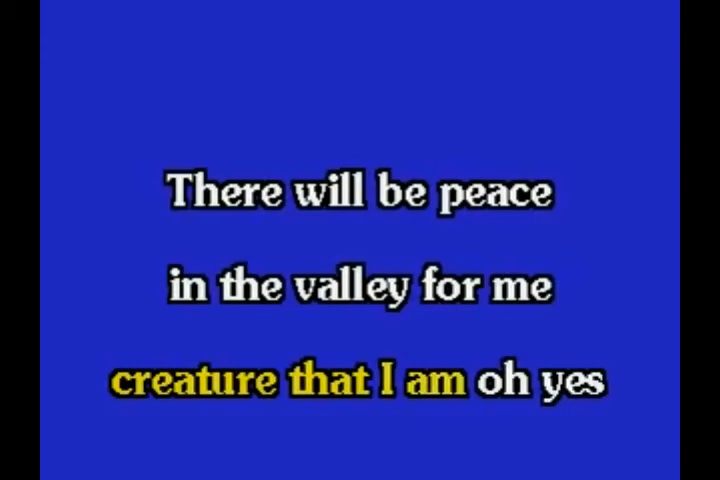 There will be peace
in the valley for me
creature that I am oh yes